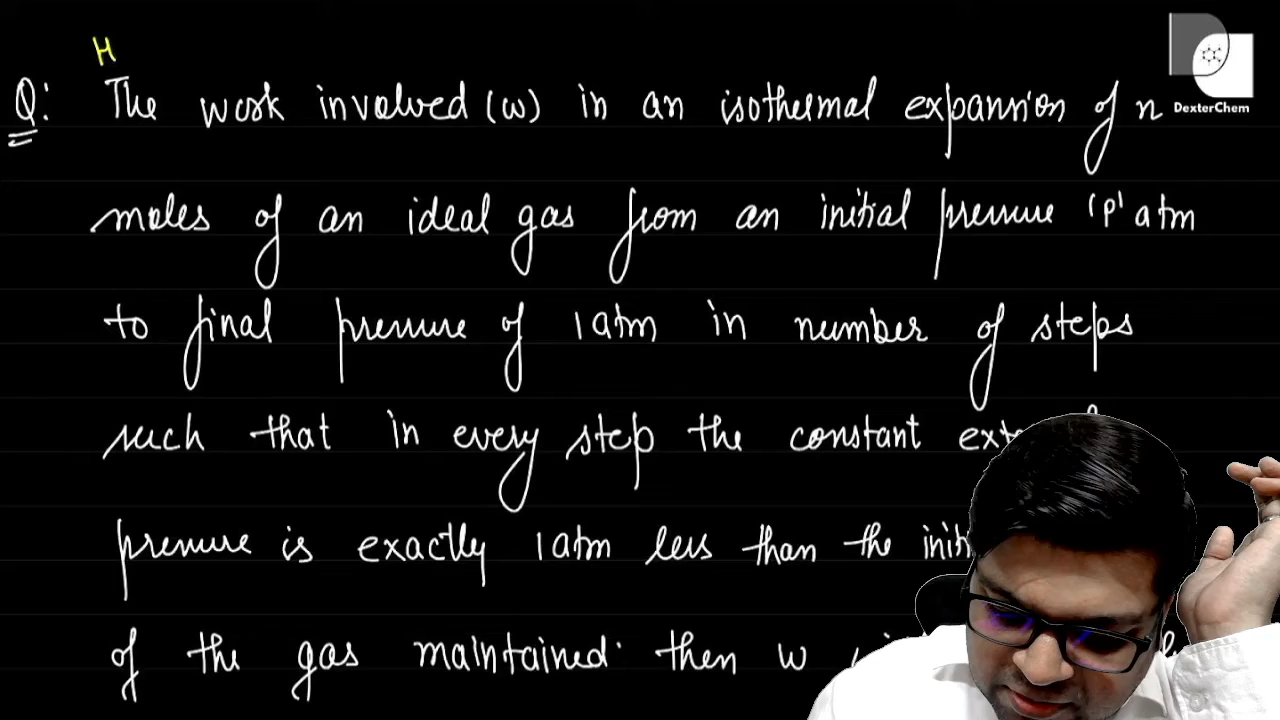 H
Q: The work involved (w) in an isothermal expansion of n
DexterChem
moles of an ideal gas from an initial pressure 'p' atm
to final pressure of 1 atm in number of steps
such that in every step the constant
pressure is exactly 1 atm less than the
of the gas maintained. then w